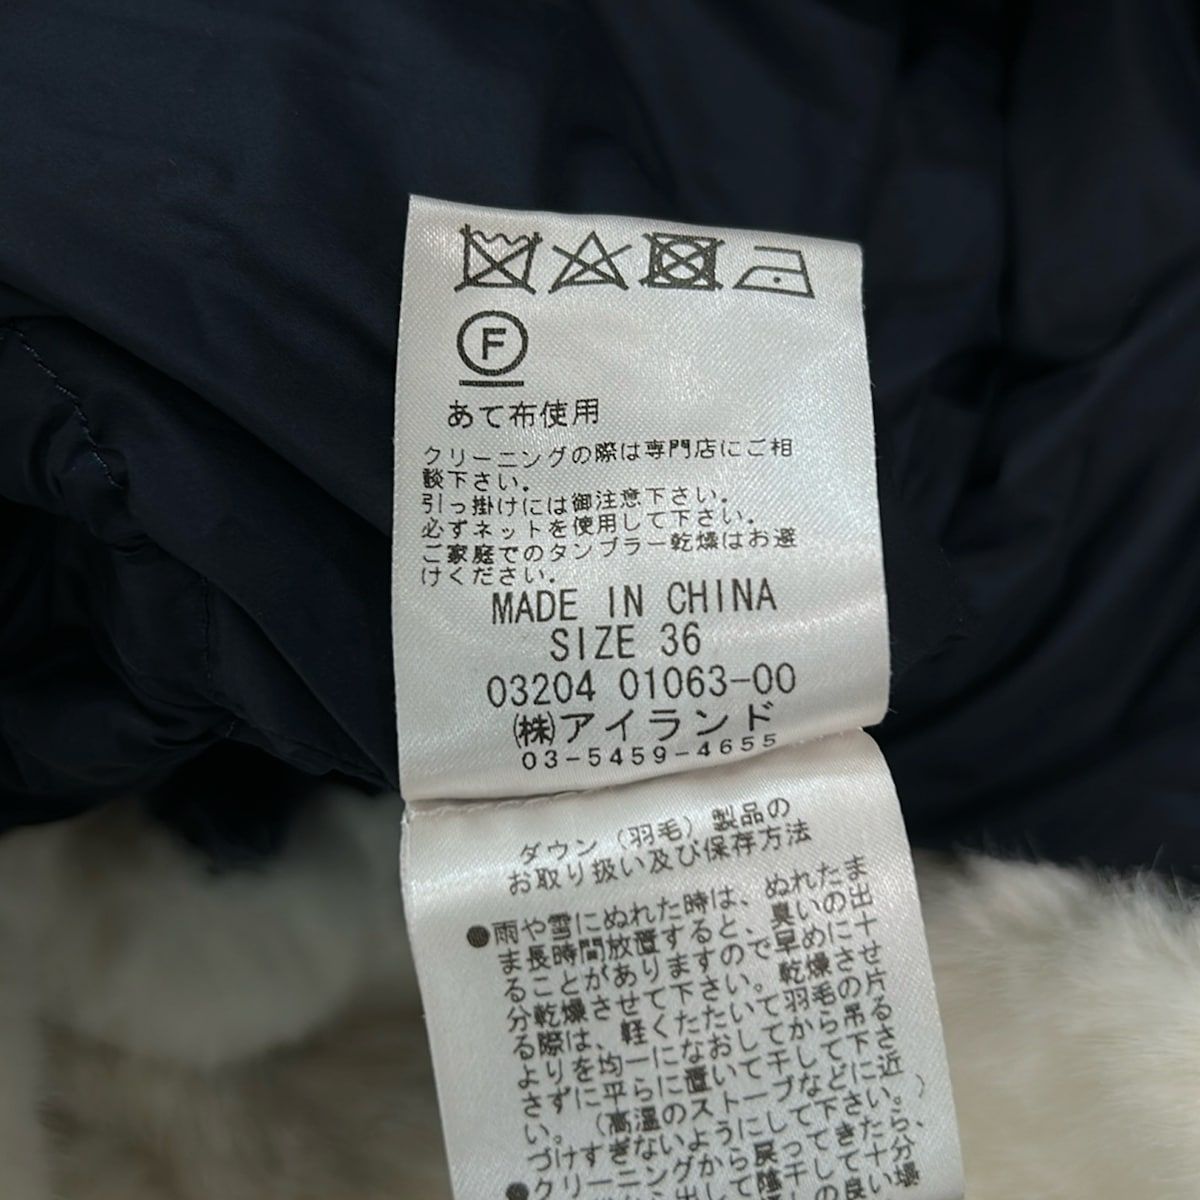 F
あて布使用
クリーニングの際は専門店にご相
談下さい。
引っ掛けには御注意下さい。
必ずネットを使用して下さい。
ご家庭でのタンブラー乾燥はお避
けください。
MADE IN CHINA
SIZE 36
03204 01063-00
㈱アイランド
03-5459-4655
ダウン（羽毛）製品の
お取り扱い及び保存方法
●雨や雪にぬれた時は、ぬれたま
ま長時間放置すると、臭いの出
ることがありますので早めに十
分乾燥させて下さい。乾燥させ
る際は、軽くたたいて羽毛の片
よりを均一になおしてから吊る
さずに平らに置いて干して下さ
い。（高温のストーブなどに近
づけすぎないようにして下さい。）
●クリーニング